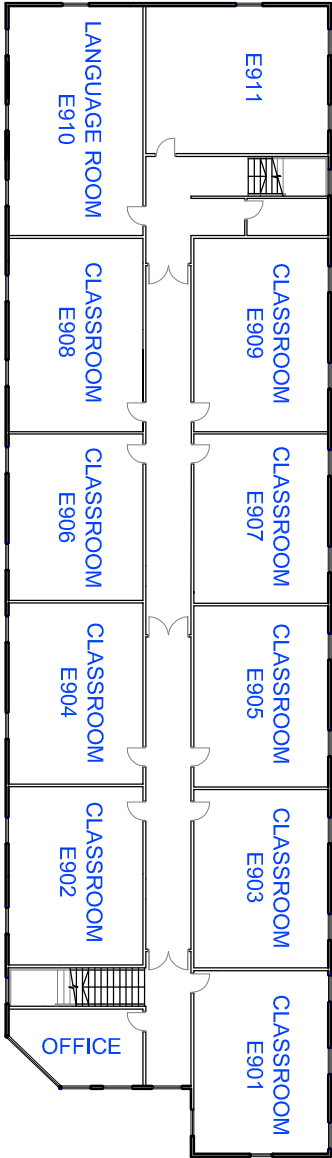 LANGUAGE ROOM
E910
E911
CLASSROOM
E908
CLASSROOM
E909
CLASSROOM
E906
CLASSROOM
E907
CLASSROOM
E904
CLASSROOM
E905
CLASSROOM
E902
CLASSROOM
E903
OFFICE
CLASSROOM
E901